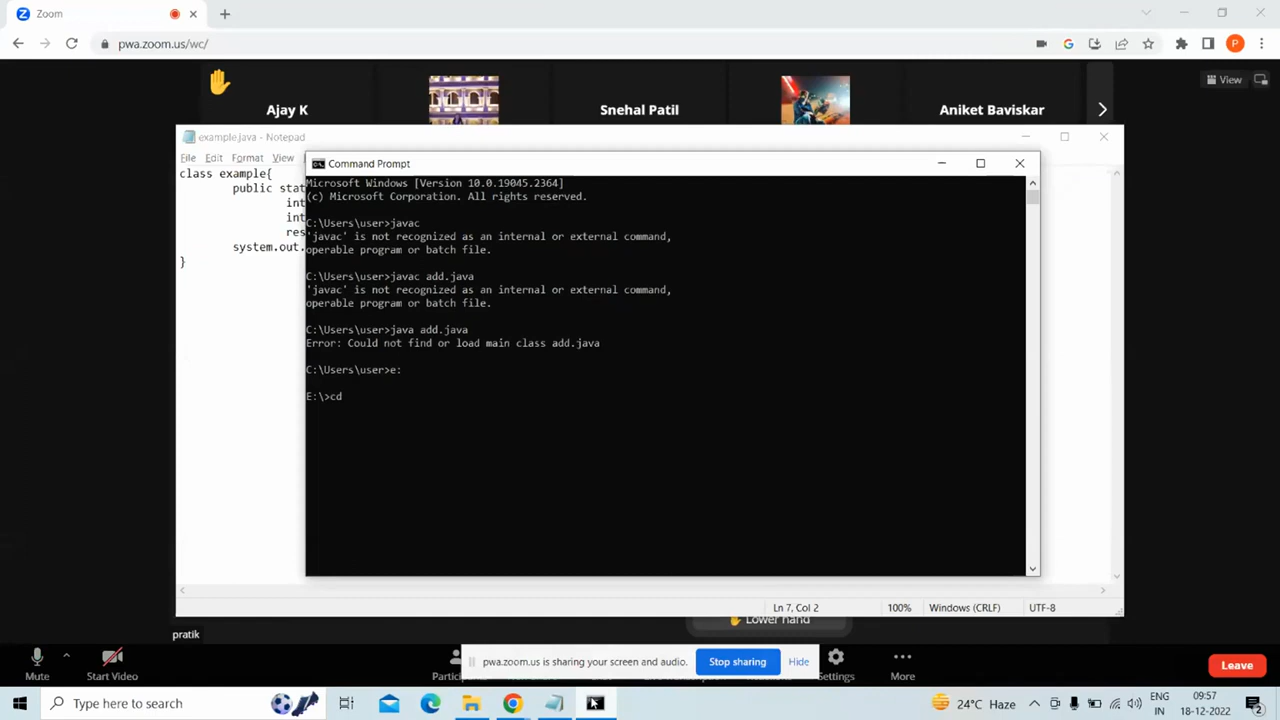 Zoom
pwa.zoom.us/wc/
P
View
Ajay K
Snehal Patil
Aniket Baviskar
example.java - Notepad
File Edit Format View
class example{
public stat
int
int
res
system.out.
}
Command Prompt
Microsoft Windows [Version 10.0.19045.2364]
(c) Microsoft Corporation. All rights reserved.
C:\Users\user>javac
'javac' is not recognized as an internal or external command,
operable program or batch file.
C:\Users\user>javac add.java
'javac' is not recognized as an internal or external command,
operable program or batch file.
C:\Users\user>java add.java
Error: Could not find or load main class add.java
C:\Users\user>e:
E:\>cd
Ln 7, Col 2
100%
Windows (CRLF)
UTF-8
Lower hand
pratik
Mute
Start Video
pwa.zoom.us is sharing your screen and audio.
Stop sharing
Hide
Settings
More
Leave
Type here to search
24°C Haze
ENG
IN
09:57
18-12-2022
2